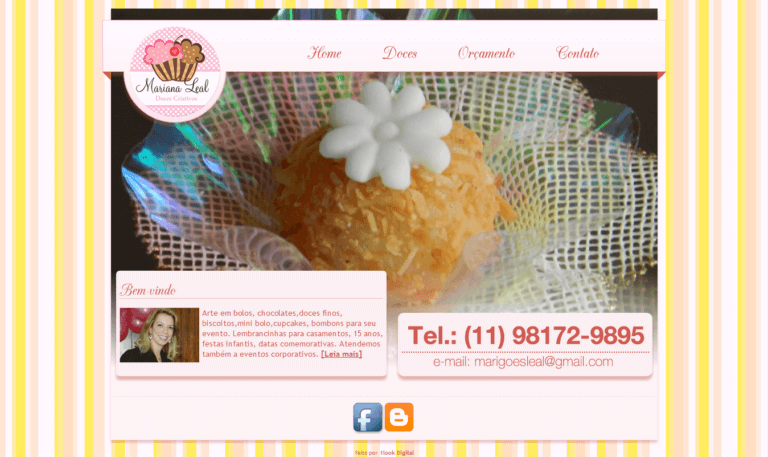 Mariana Leal
Doces Criativos
Home
Doces
Orçamento
Contato
Bem-vindo
Arte em bolos, chocolates,doces finos,
biscoitos,mini bolo,cupcakes, bombons para seu
evento. Lembrancinhas para casamentos, 15 anos,
festas infantis, datas comemorativas. Atendemos
também a eventos corporativos. [Leia mais]
Tel.: (11) 98172-9895
e-mail: marigoesleal@gmail.com
feito por Hook Digital